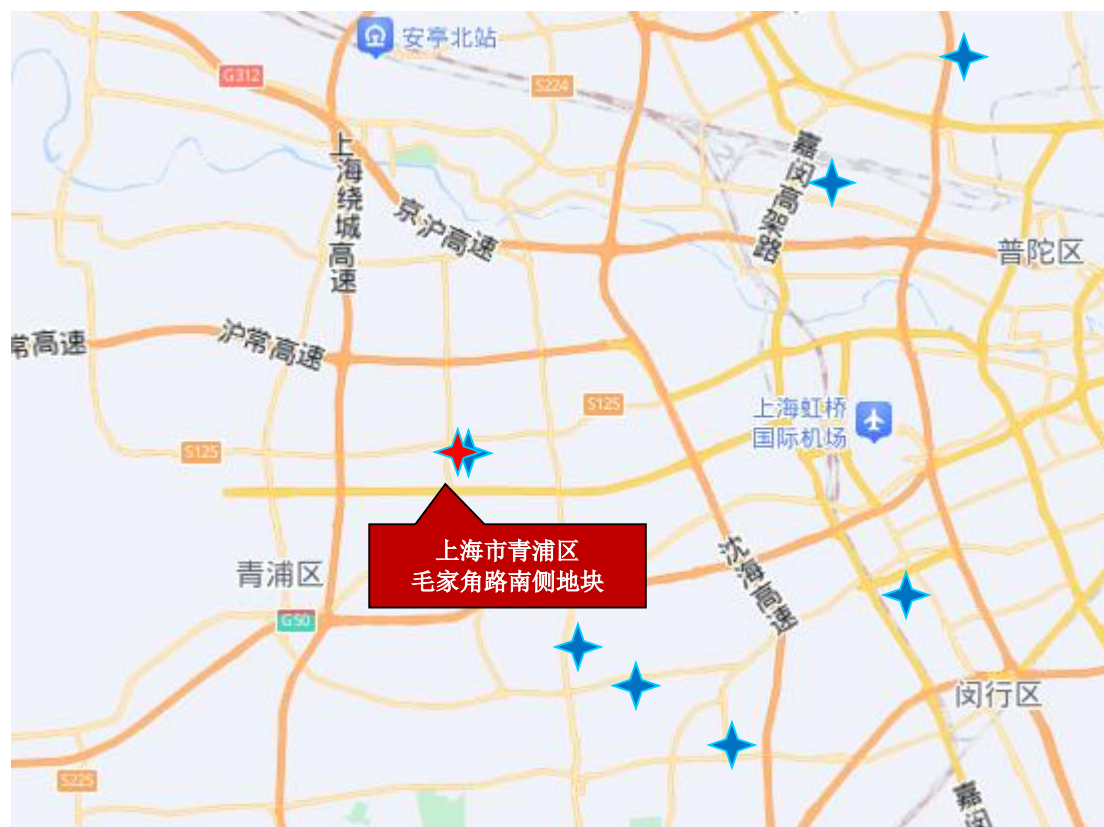 安亭北站
G312
S224
上海绕城高速
嘉闵高架路
京沪高速
普陀区
常高速
沪常高速
S125
上海虹桥
国际机场
S125
上海市青浦区
毛家角路南侧地块
青浦区
沈海高速
G50
闵行区
S225
嘉闵